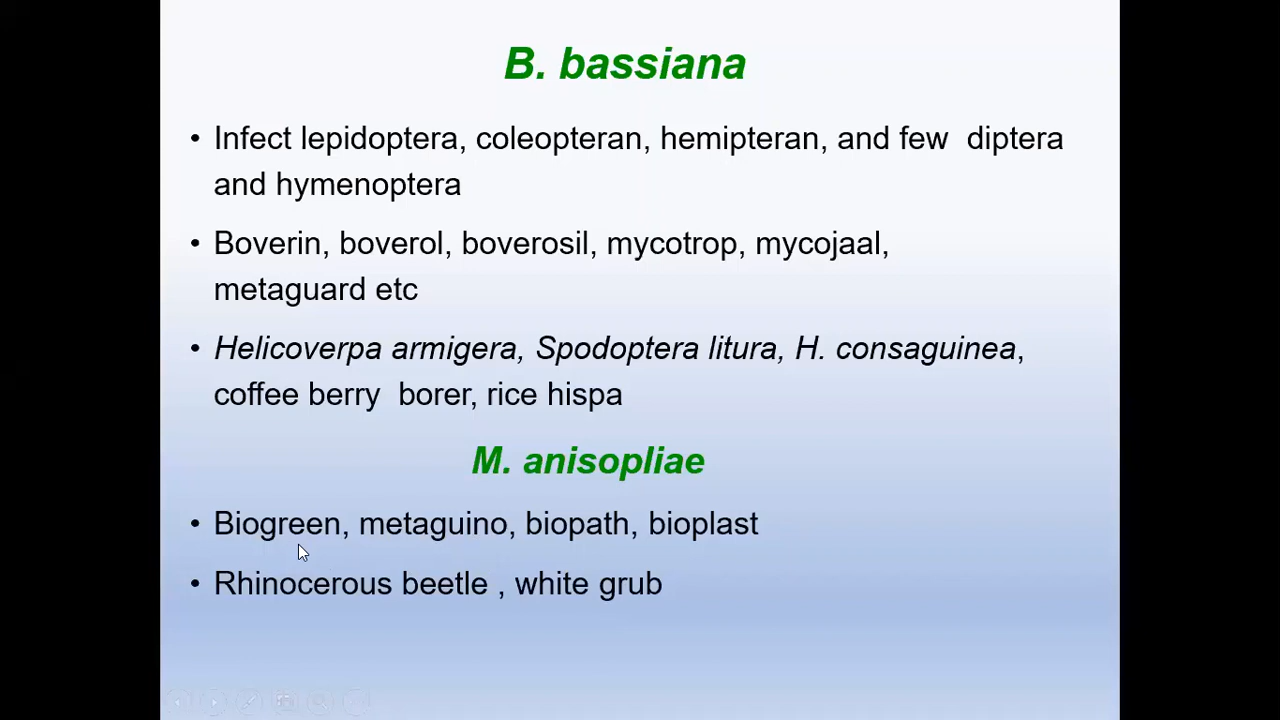 B. bassiana
• Infect lepidoptera, coleopteran, hemipteran, and few diptera
and hymenoptera
• Boverin, boverol, boverosil, mycotrop, mycojaal,
metaguard etc
• Helicoverpa armigera, Spodoptera litura, H. consaguinea,
coffee berry borer, rice hispa
M. anisopliae
• Biogreen, metaguino, biopath, bioplast
• Rhinocerous beetle , white grub